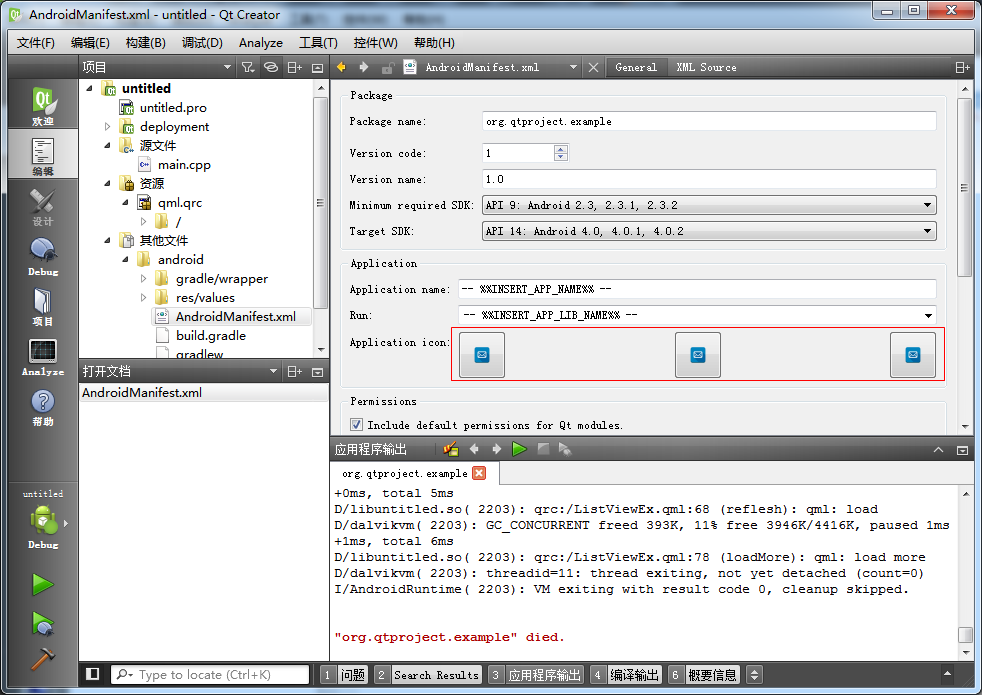 AndroidManifest.xml - untitled - Qt Creator
文件(F) 编辑(E) 构建(B) 调试(D) Analyze 工具(T) 控件(W) 帮助(H)
项目
AndroidManifest.xml General XML Source
欢迎
编辑
设计
Debug
项目
Analyze
帮助
untitled
Debug
untitled
untitled.pro
deployment
源文件
main.cpp
资源
qml.qrc
/
其他文件
android
gradle/wrapper
res/values
AndroidManifest.xml
build.gradle
gradlew
打开文档
AndroidManifest.xml
Package
Package name: org.qtproject.example
Version code: 1
Version name: 1.0
Minimum required SDK: API 9: Android 2.3, 2.3.1, 2.3.2
Target SDK: API 14: Android 4.0, 4.0.1, 4.0.2
Application
Application name: -- %%INSERT_APP_NAME%% --
Run: -- %%INSERT_APP_LIB_NAME%% --
Application icon:
Permissions
Include default permissions for Qt modules.
应用程序输出
org.qtproject.example
+0ms, total 5ms
D/libuntitled.so( 2203): qrc:/ListViewEx.qml:68 (reflesh): qml: load
D/dalvikvm( 2203): GC_CONCURRENT freed 393K, 11% free 3946K/4416K, paused 1ms
+1ms, total 6ms
D/libuntitled.so( 2203): qrc:/ListViewEx.qml:78 (loadMore): qml: load more
D/dalvikvm( 2203): threadid=11: thread exiting, not yet detached (count=0)
I/AndroidRuntime( 2203): VM exiting with result code 0, cleanup skipped.
"org.qtproject.example" died.
Type to locate (Ctrl+K) 1 问题 2 Search Results 3 应用程序输出 4 编译输出 6 概要信息